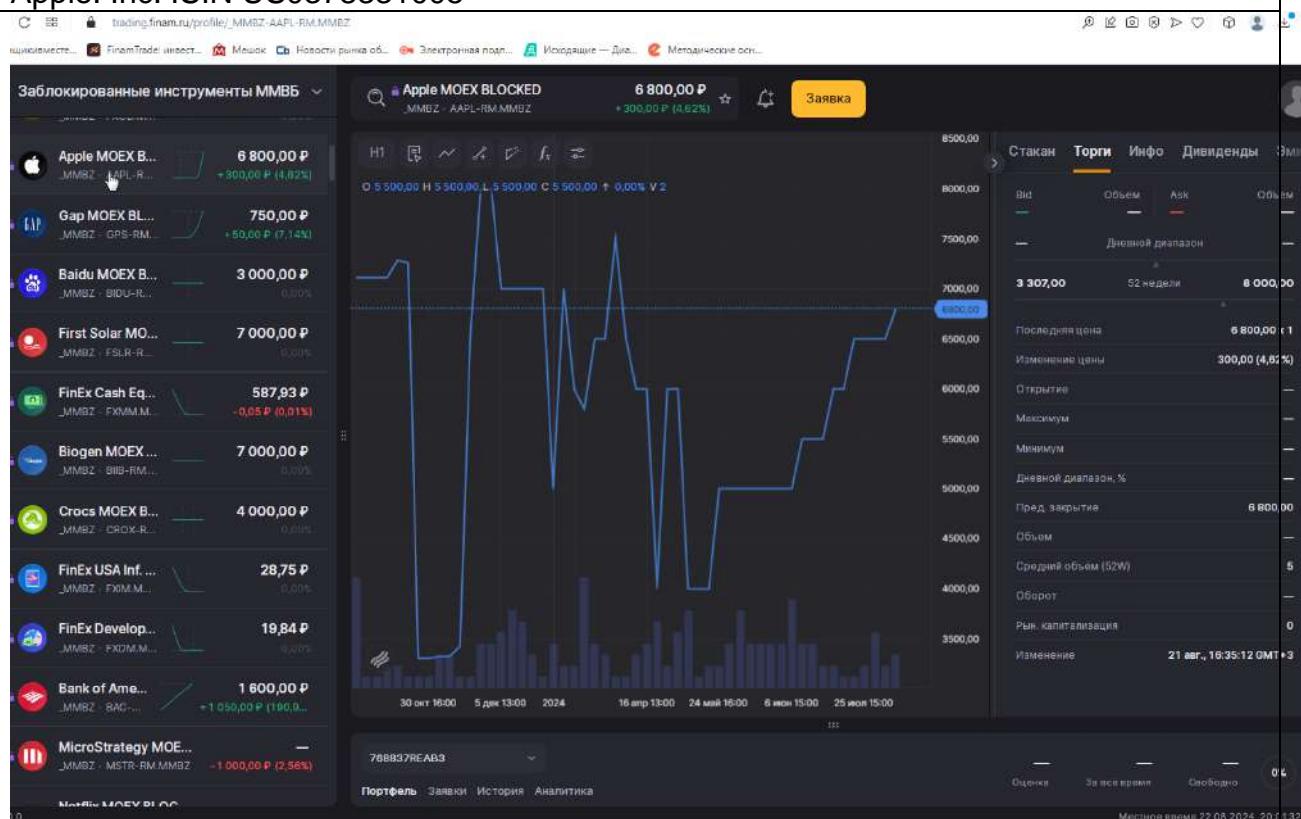 trading.finam.ru/profile/_MMBZ-AAPL-RM.MMBZ
FinamTrade: инвест...
Мешок
Новости рынка об...
Электронная подп...
Исходящие — Диа...
Методические осн...
Заблокированные инструменты ММВБ
Apple MOEX BLOCKED
_MMBZ · AAPL-RM.MMBZ
6 800,00 ₽
+300,00 ₽ (4,62%)
Заявка
Apple MOEX B...
6 800,00 ₽
_MMBZ · AAPL-R...
+300,00 ₽ (4,62%)
Gap MOEX BL...
750,00 ₽
_MMBZ · GPS-RM...
+50,00 ₽ (7,14%)
Baidu MOEX B...
3 000,00 ₽
_MMBZ · BIDU-R...
0,00%
First Solar MO...
7 000,00 ₽
_MMBZ · FSLR-R...
0,00%
FinEx Cash Eq...
587,93 ₽
_MMBZ · FXMM.M...
-0,05 ₽ (0,01%)
Biogen MOEX ...
7 000,00 ₽
_MMBZ · BIIB-RM...
0,00%
Crocs MOEX B...
4 000,00 ₽
_MMBZ · CROX-R...
0,00%
FinEx USA Inf. ...
28,75 ₽
_MMBZ · FXIM.M...
0,00%
FinEx Develop...
19,84 ₽
_MMBZ · FXDM.M...
0,00%
Bank of Ame...
1 600,00 ₽
_MMBZ · BAC-...
+1 050,00 ₽ (190,9...
MicroStrategy MOE...
—
_MMBZ · MSTR-RM.MMBZ
-1 000,00 ₽ (2,56%)
H1
O 5 500,00 H 5 500,00 L 5 500,00 C 5 500,00 ↑ 0,00% V 2
8500,00
8000,00
7500,00
7000,00
6800,00
6500,00
6000,00
5500,00
5000,00
4500,00
4000,00
3500,00
30 окт 16:00 5 дек 13:00 2024 16 апр 13:00 24 май 16:00 6 июн 15:00 25 июл 15:00
Стакан Торги Инфо Дивиденды
Bid Объем Ask Объем
— — — —
— Дневной диапазон —
3 307,00 52 недели 8 000,00
Последняя цена 6 800,00 x 1
Изменение цены 300,00 (4,62%)
Открытие —
Максимум —
Минимум —
Дневной диапазон, % —
Пред. закрытие 6 800,00
Объем —
Средний объем (52W) 5
Оборот —
Рын. капитализация 0
Изменение 21 авг., 16:35:12 GMT+3
768837REAB3
Портфель Заявки История Аналитика
— — —
Оценка За все время Свободно
0%